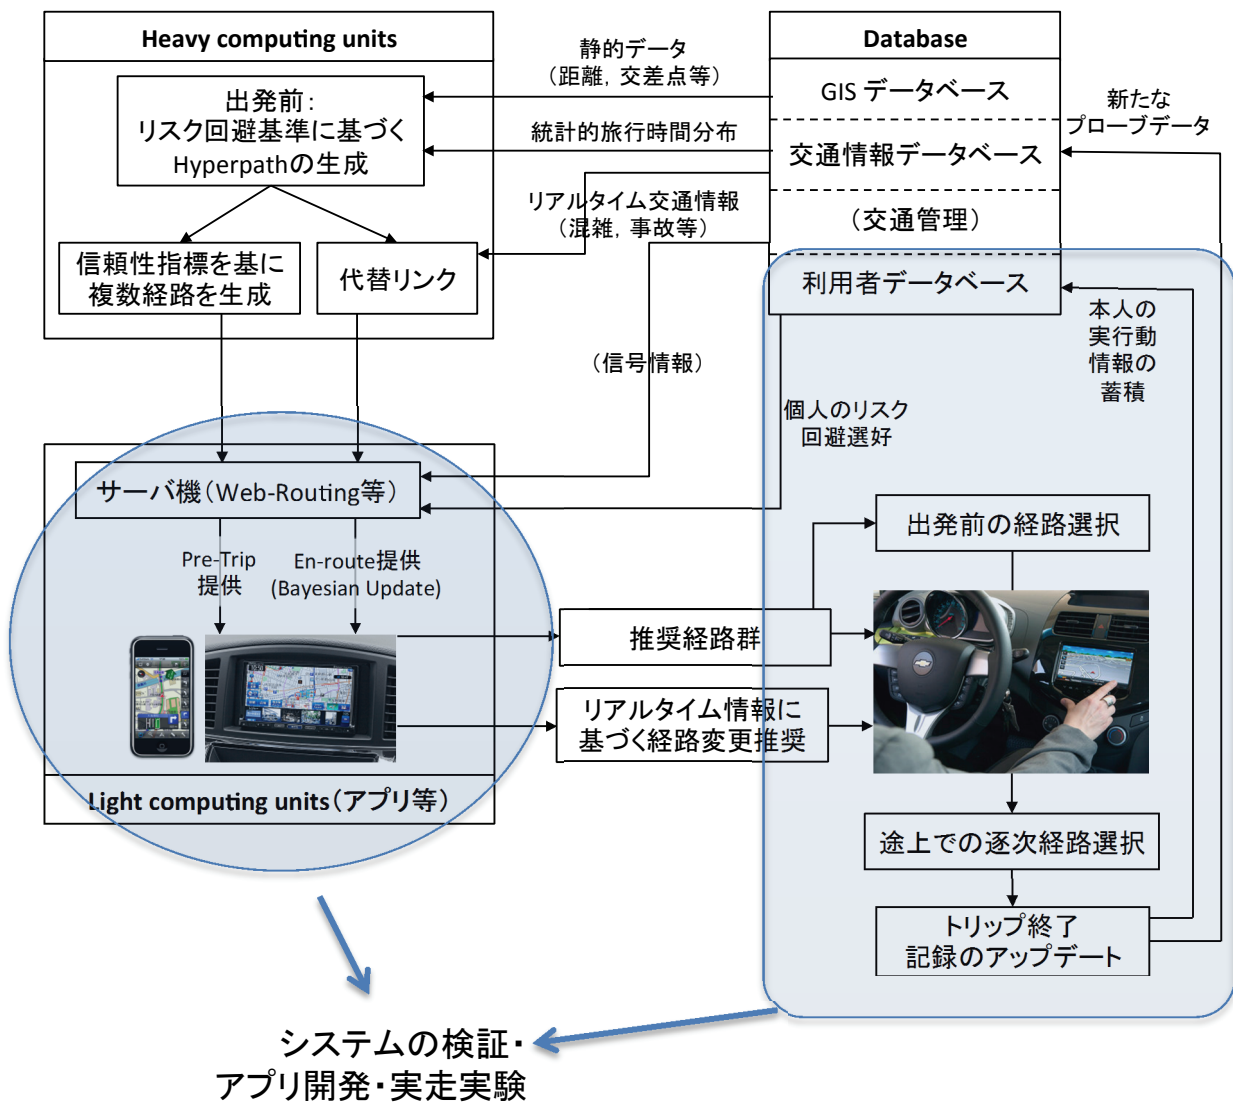 Heavy computing units
出発前：
リスク回避基準に基づく
Hyperpathの生成
信頼性指標を基に
複数経路を生成
代替リンク
静的データ
（距離，交差点等）
統計的旅行時間分布
リアルタイム交通情報
（混雑，事故等）
（信号情報）
Database
GIS データベース
交通情報データベース
（交通管理）
利用者データベース
新たな
プローブデータ
本人の
実行動
情報の
蓄積
個人のリスク
回避選好
サーバ機（Web-Routing等）
Pre-Trip
提供
En-route提供
(Bayesian Update)
Light computing units（アプリ等）
推奨経路群
リアルタイム情報に
基づく経路変更推奨
出発前の経路選択
途上での逐次経路選択
トリップ終了
記録のアップデート
システムの検証・
アプリ開発・実走実験